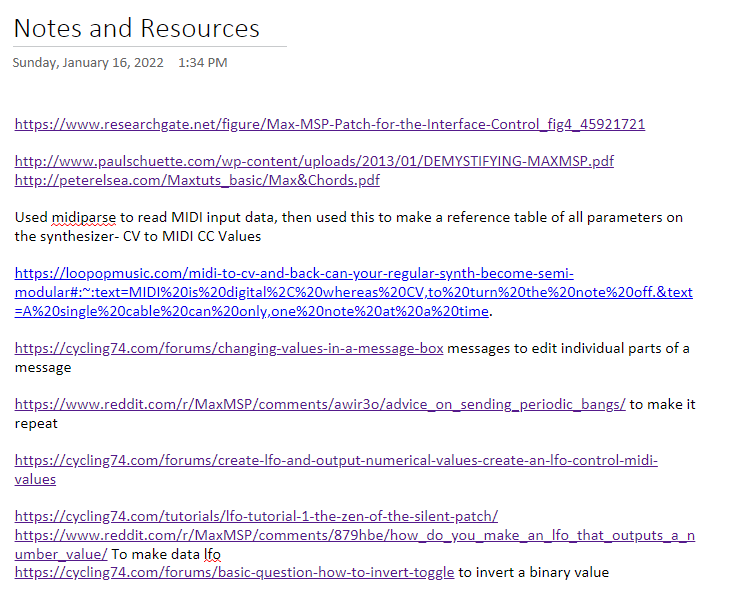 Notes and Resources
Sunday, January 16, 2022 1:34 PM
https://www.researchgate.net/figure/Max-MSP-Patch-for-the-Interface-Control_fig4_45921721
http://www.paulschuette.com/wp-content/uploads/2013/01/DEMYSTIFYING-MAXMSP.pdf
http://peterelsea.com/Maxtuts_basic/Max&Chords.pdf
Used midiparse to read MIDI input data, then used this to make a reference table of all parameters on
the synthesizer- CV to MIDI CC Values
https://loopopmusic.com/midi-to-cv-and-back-can-your-regular-synth-become-semi-
modular#:~:text=MIDI%20is%20digital%2C%20whereas%20CV,to%20turn%20the%20note%20off.&text
=A%20single%20cable%20can%20only,one%20note%20at%20a%20time.
https://cycling74.com/forums/changing-values-in-a-message-box messages to edit individual parts of a
message
https://www.reddit.com/r/MaxMSP/comments/awir3o/advice_on_sending_periodic_bangs/ to make it
repeat
https://cycling74.com/forums/create-lfo-and-output-numerical-values-create-an-lfo-control-midi-
values
https://cycling74.com/tutorials/lfo-tutorial-1-the-zen-of-the-silent-patch/
https://www.reddit.com/r/MaxMSP/comments/879hbe/how_do_you_make_an_lfo_that_outputs_a_n
umber_value/ To make data lfo
https://cycling74.com/forums/basic-question-how-to-invert-toggle to invert a binary value